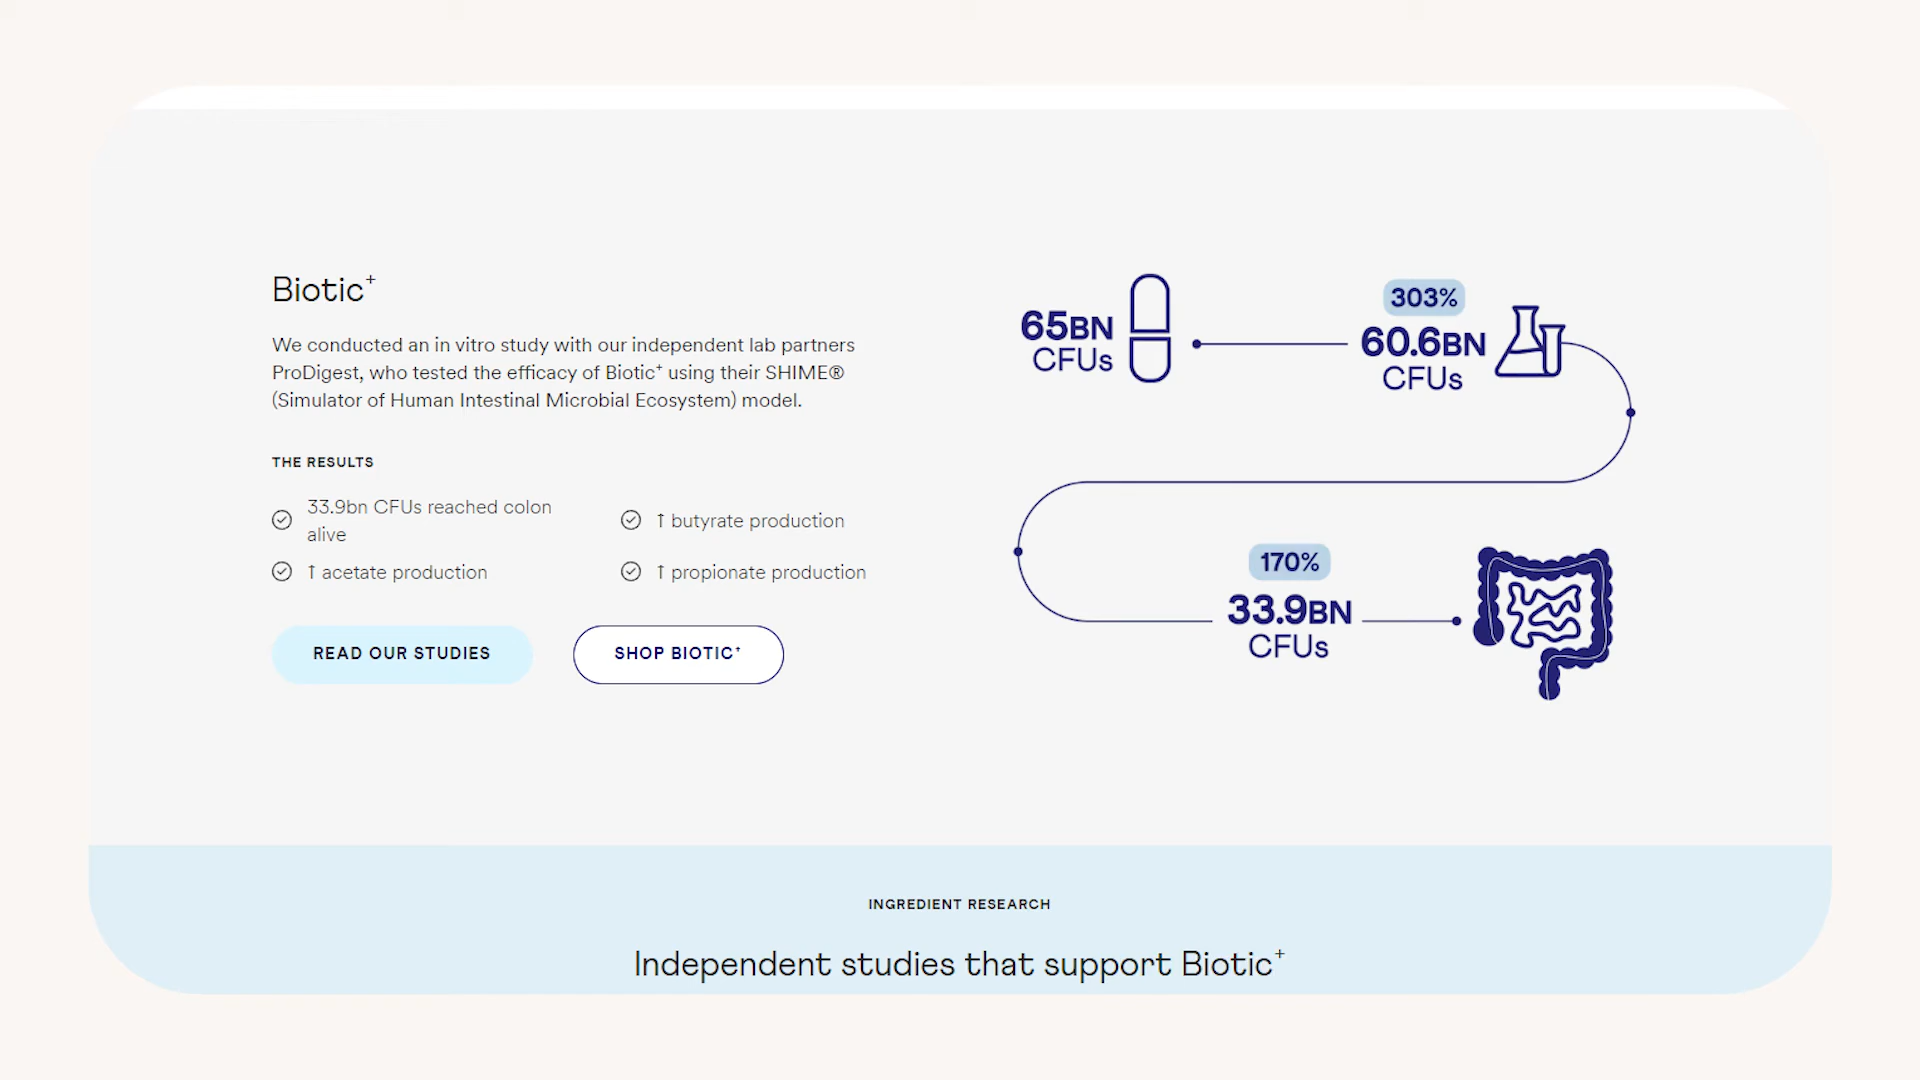 Biotic⁺
We conducted an in vitro study with our independent lab partners
ProDigest, who tested the efficacy of Biotic⁺ using their SHIME®
(Simulator of Human Intestinal Microbial Ecosystem) model.
THE RESULTS
33.9bn CFUs reached colon
alive
↑ butyrate production
↑ acetate production
↑ propionate production
READ OUR STUDIES
SHOP BIOTIC⁺
65BN
CFUs
303%
60.6BN
CFUs
170%
33.9BN
CFUs
INGREDIENT RESEARCH
Independent studies that support Biotic⁺